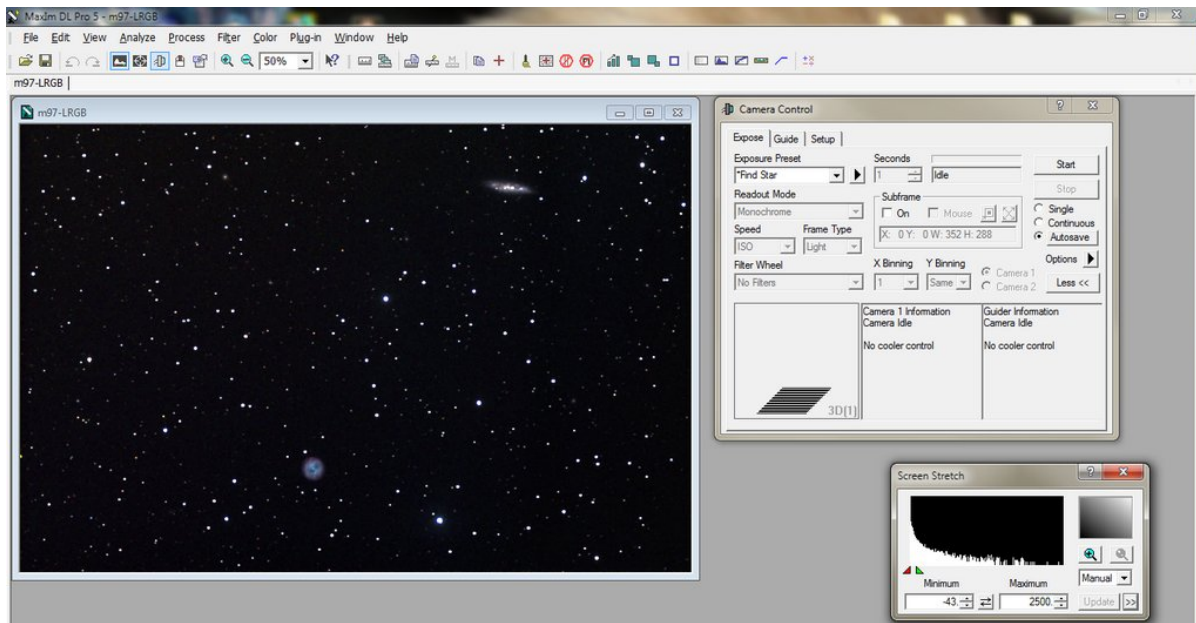 MaxIm DL Pro 5 - m97-LRGB
File Edit View Analyze Process Filter Color Plug-in Window Help
50%
m97-LRGB
m97-LRGB
Camera Control
Expose Guide Setup
Exposure Preset Seconds
*Find Star 1 Idle Start
Stop
Readout Mode Subframe
Monochrome On Mouse Single
Continuous
Speed Frame Type X: 0 Y: 0 W: 352 H: 288 Autosave
ISO Light
Filter Wheel X Binning Y Binning Camera 1 Options
No Filters 1 Same Camera 2 Less <<
Camera 1 Information Guider Information
Camera Idle Camera Idle
No cooler control No cooler control
3D[1]
Screen Stretch
Minimum Maximum Manual
-43. 2500. Update >>